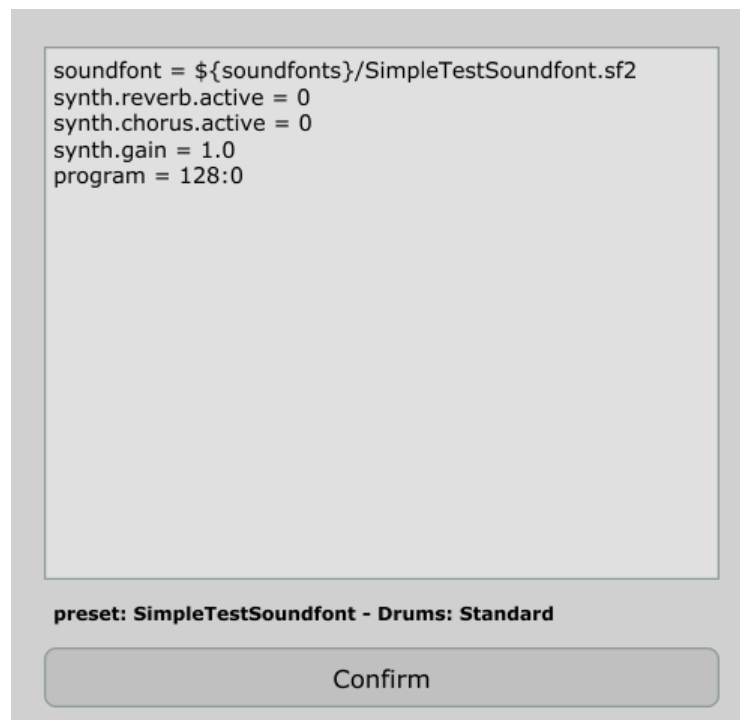 soundfont = ${soundfonts}/SimpleTestSoundfont.sf2
synth.reverb.active = 0
synth.chorus.active = 0
synth.gain = 1.0
program = 128:0
preset: SimpleTestSoundfont - Drums: Standard
Confirm